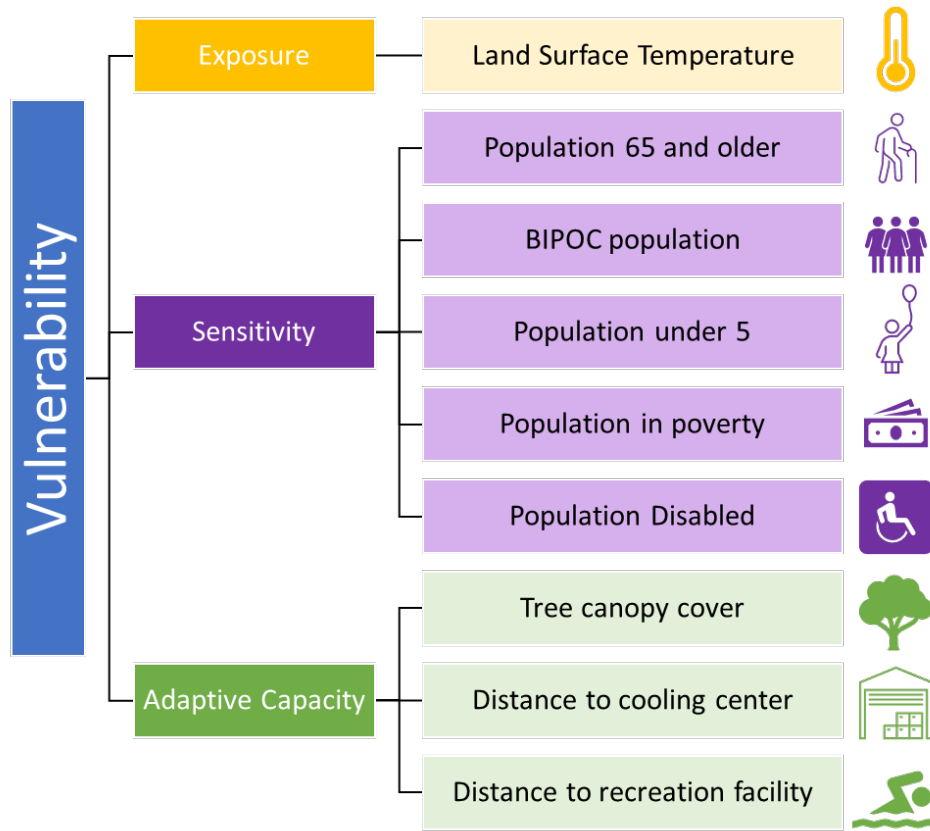 Vulnerability
Exposure
Land Surface Temperature
Sensitivity
Population 65 and older
BIPOC population
Population under 5
Population in poverty
Population Disabled
Adaptive Capacity
Tree canopy cover
Distance to cooling center
Distance to recreation facility